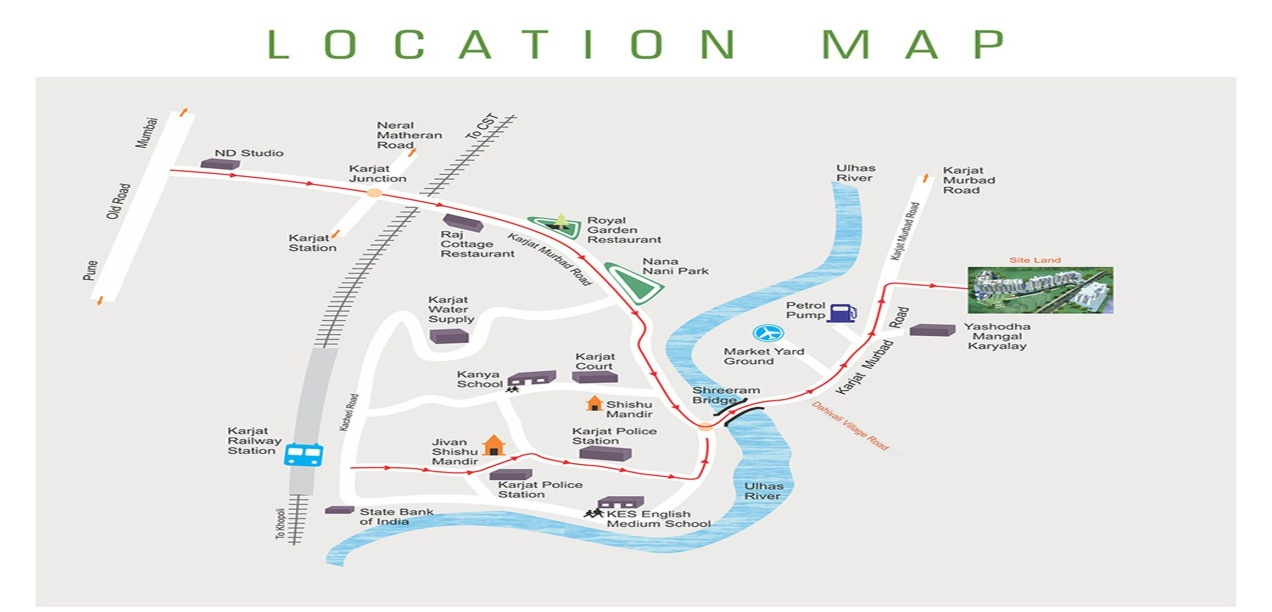 LOCATION MAP
Mumbai
Old Road
Pune
ND Studio
Neral
Matheran
Road
To CST
Karjat
Junction
Karjat
Station
Raj
Cottage
Restaurant
Royal
Garden
Restaurant
Karjat Murbad Road
Nana
Nani Park
Ulhas
River
Karjat
Murbad
Road
Karjat Murbad Road
Site Land
Karjat
Water
Supply
Petrol
Pump
Market Yard
Ground
Yashodha
Mangal
Karyalay
Karjat Murbad Road
Kanya
School
Karjat
Court
Shishu
Mandir
Shreeram
Bridge
Dahivali Village Road
Kacheri Road
Karjat
Railway
Station
Jivan
Shishu
Mandir
Karjat Police
Station
Karjat Police
Station
Ulhas
River
State Bank
of India
KES English
Medium School
To Khopoli